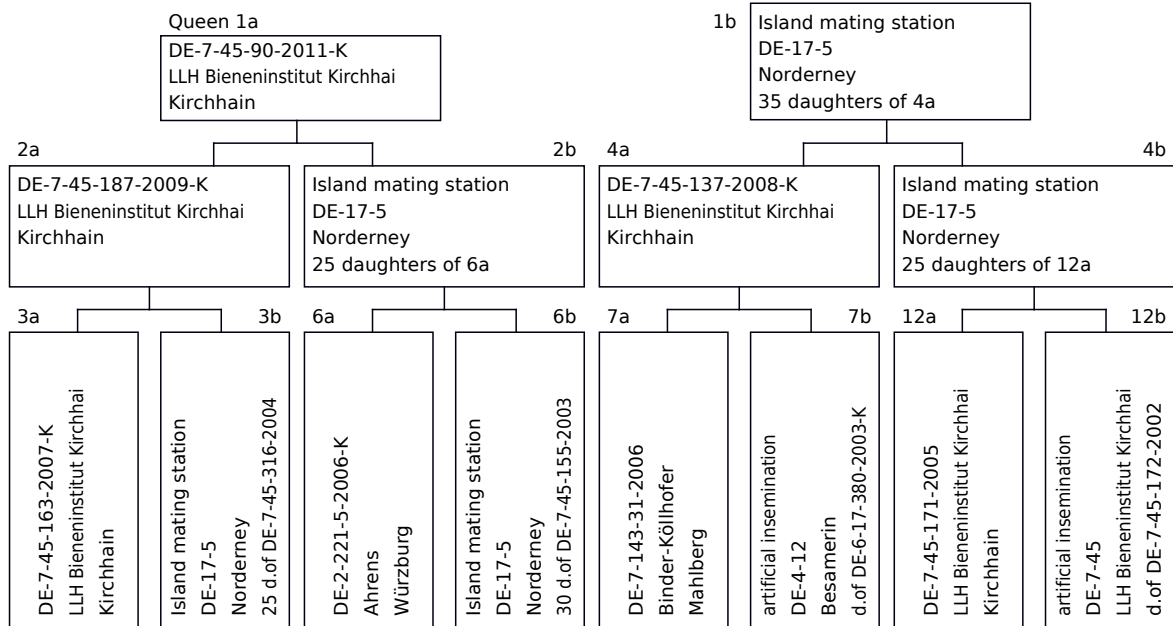 Queen 1a
DE-7-45-90-2011-K
LLH Bieneninstitut Kirchhai
Kirchhain
1b
Island mating station
DE-17-5
Norderney
35 daughters of 4a
2a
DE-7-45-187-2009-K
LLH Bieneninstitut Kirchhai
Kirchhain
2b
Island mating station
DE-17-5
Norderney
25 daughters of 6a
4a
DE-7-45-137-2008-K
LLH Bieneninstitut Kirchhai
Kirchhain
4b
Island mating station
DE-17-5
Norderney
25 daughters of 12a
3a
DE-7-45-163-2007-K
LLH Bieneninstitut Kirchhai
Kirchhain
3b
Island mating station
DE-17-5
Norderney
25 d.of DE-7-45-316-2004
6a
DE-2-221-5-2006-K
Ahrens
Würzburg
6b
Island mating station
DE-17-5
Norderney
30 d.of DE-7-45-155-2003
7a
DE-7-143-31-2006
Binder-Köllhofer
Mahlberg
7b
artificial insemination
DE-4-12
Besamerin
d.of DE-6-17-380-2003-K
12a
DE-7-45-171-2005
LLH Bieneninstitut Kirchhai
Kirchhain
12b
artificial insemination
DE-7-45
LLH Bieneninstitut Kirchhai
d.of DE-7-45-172-2002